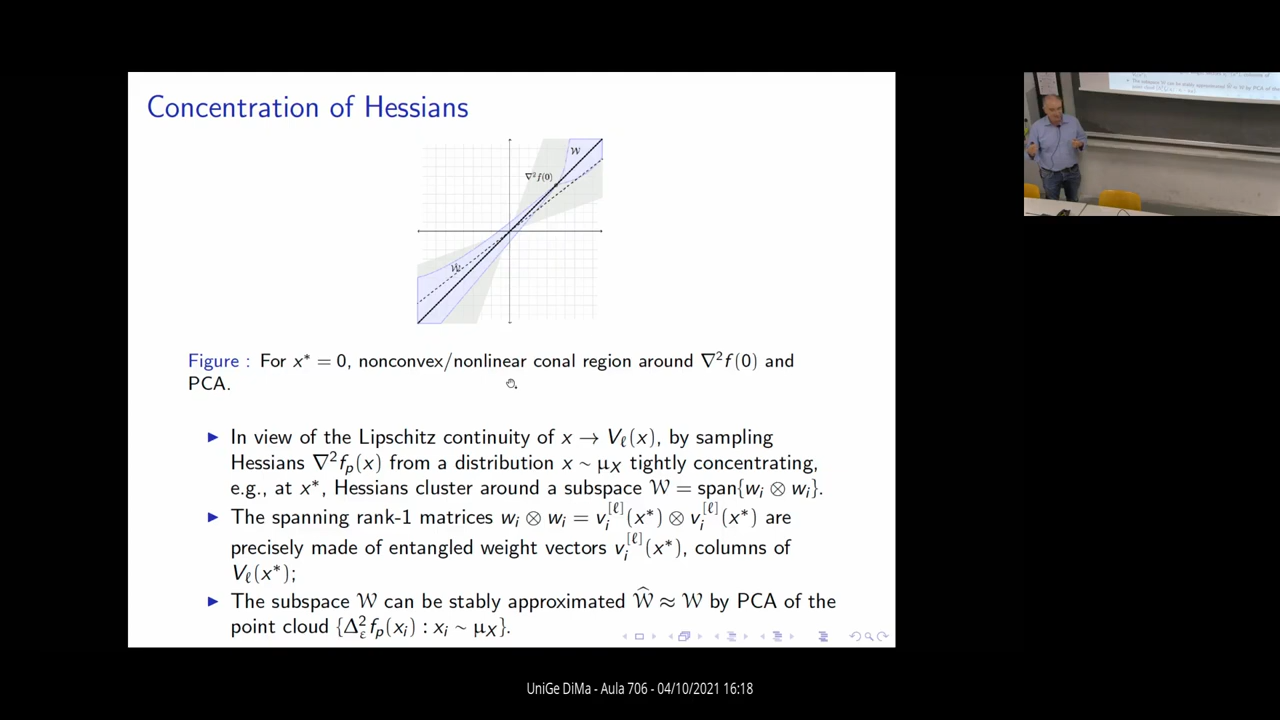 Concentration of Hessians
𝒲
∇²f(0)
𝒲̂
Figure : For x* = 0, nonconvex/nonlinear conal region around ∇²f(0) and
PCA.
▶ In view of the Lipschitz continuity of x → V_ℓ(x), by sampling
Hessians ∇²f_p(x) from a distribution x ~ μ_X tightly concentrating,
e.g., at x*, Hessians cluster around a subspace 𝒲 = span{w_i ⊗ w_i}.
▶ The spanning rank-1 matrices w_i ⊗ w_i = v_i^[ℓ](x*) ⊗ v_i^[ℓ](x*) are
precisely made of entangled weight vectors v_i^[ℓ](x*), columns of
V_ℓ(x*);
▶ The subspace 𝒲 can be stably approximated 𝒲̂ ≈ 𝒲 by PCA of the
point cloud {Δ_ε² f_p(x_i) : x_i ~ μ_X}.
UniGe DiMa - Aula 706 - 04/10/2021 16:18